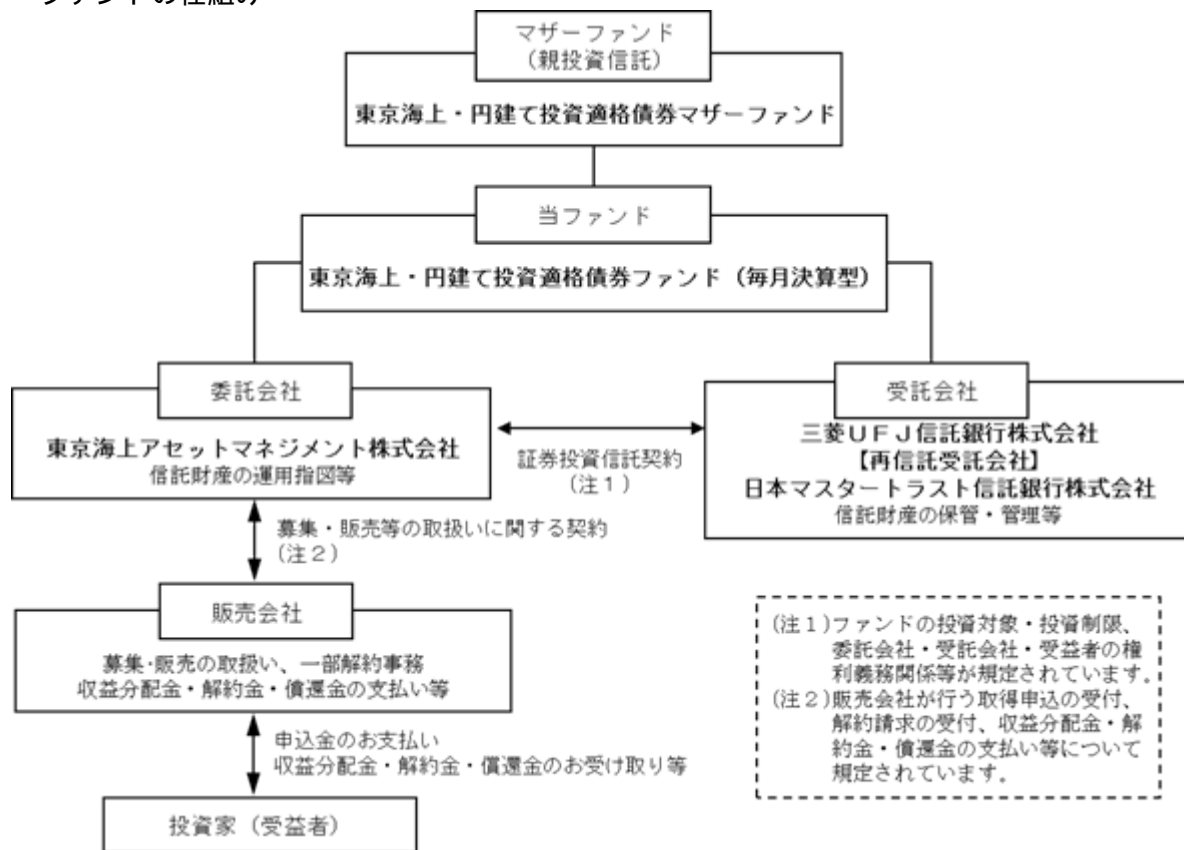 ファンドの仕組み
マザーファンド
（親投資信託）
東京海上・円建て投資適格債券マザーファンド
当ファンド
東京海上・円建て投資適格債券ファンド（毎月決算型）
委託会社
東京海上アセットマネジメント株式会社
信託財産の運用指図等
証券投資信託契約
（注１）
受託会社
三菱ＵＦＪ信託銀行株式会社
【再信託受託会社】
日本マスタートラスト信託銀行株式会社
信託財産の保管・管理等
募集・販売等の取扱いに関する契約
（注２）
販売会社
募集・販売の取扱い、一部解約事務
収益分配金・解約金・償還金の支払い等
申込金のお支払い
収益分配金・解約金・償還金のお受け取り等
投資家（受益者）
（注１）ファンドの投資対象・投資制限、
委託会社・受託会社・受益者の権
利義務関係等が規定されています。
（注２）販売会社が行う取得申込の受付、
解約請求の受付、収益分配金・解
約金・償還金の支払い等について
規定されています。